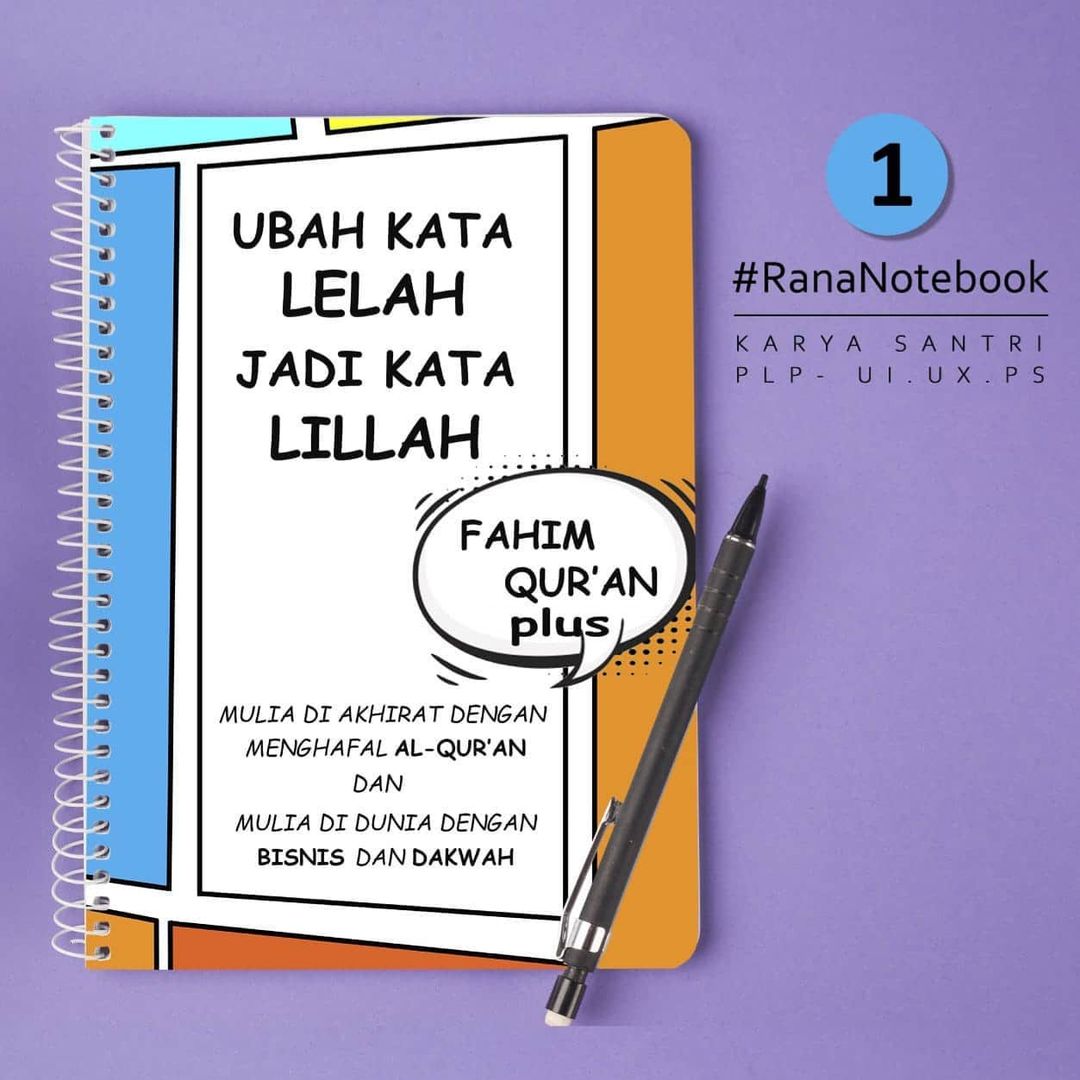 UBAH KATA
LELAH
JADI KATA
LILLAH
FAHIM
QUR'AN
plus
MULIA DI AKHIRAT DENGAN
MENGHAFAL AL-QUR'AN
DAN
MULIA DI DUNIA DENGAN
BISNIS DAN DAKWAH
1
#RanaNotebook
KARYA SANTRI
PLP- UI.UX.PS